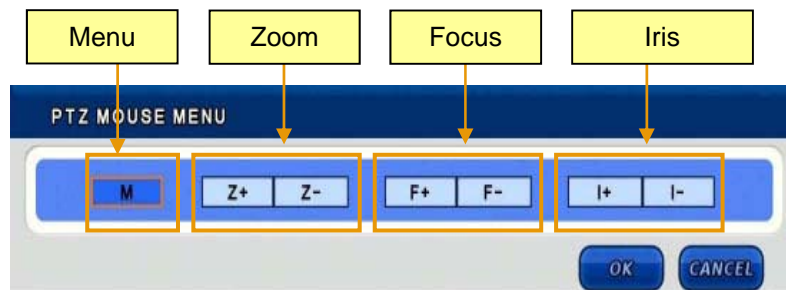 Menu Zoom Focus Iris
PTZ MOUSE MENU
M Z+ Z- F+ F- I+ I-
OK CANCEL